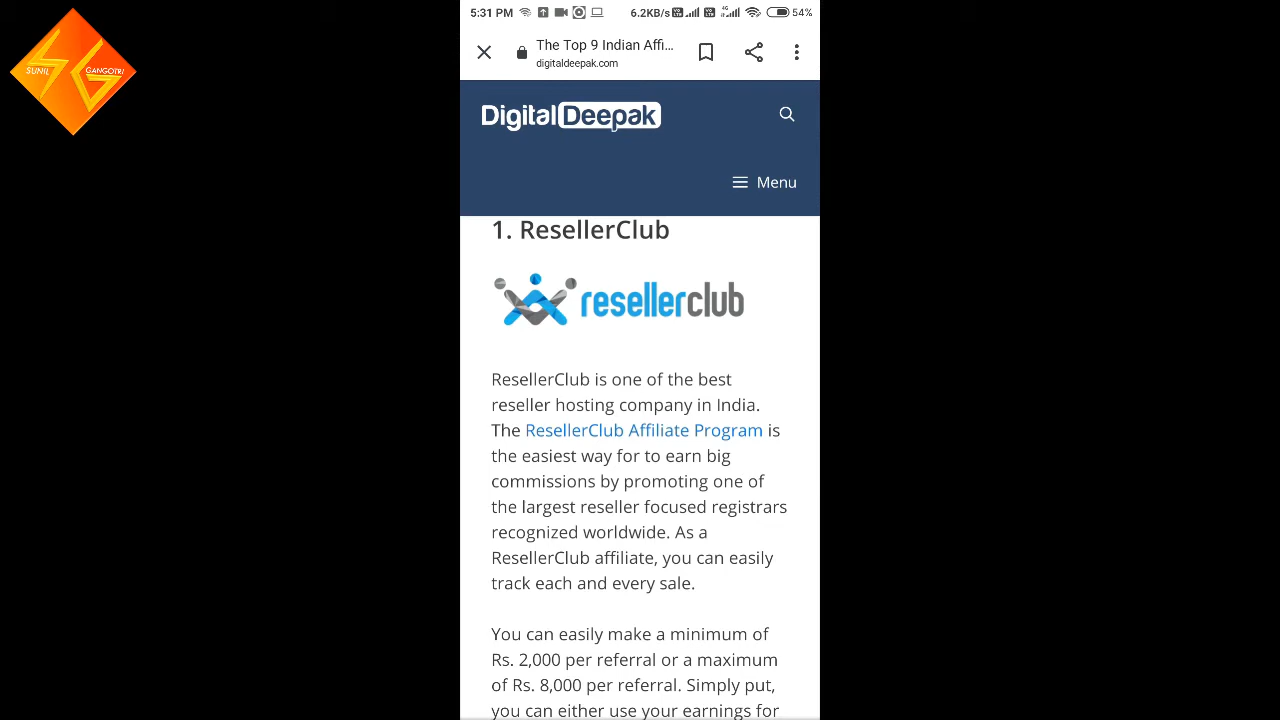 SUNIL
GANGOTRI
5:31 PM 6.2KB/s 4G 54%
The Top 9 Indian Affi...
digitaldeepak.com
DigitalDeepak
Menu
1. ResellerClub
resellerclub
ResellerClub is one of the best
reseller hosting company in India.
The ResellerClub Affiliate Program is
the easiest way for to earn big
commissions by promoting one of
the largest reseller focused registrars
recognized worldwide. As a
ResellerClub affiliate, you can easily
track each and every sale.
You can easily make a minimum of
Rs. 2,000 per referral or a maximum
of Rs. 8,000 per referral. Simply put,
you can either use your earnings for